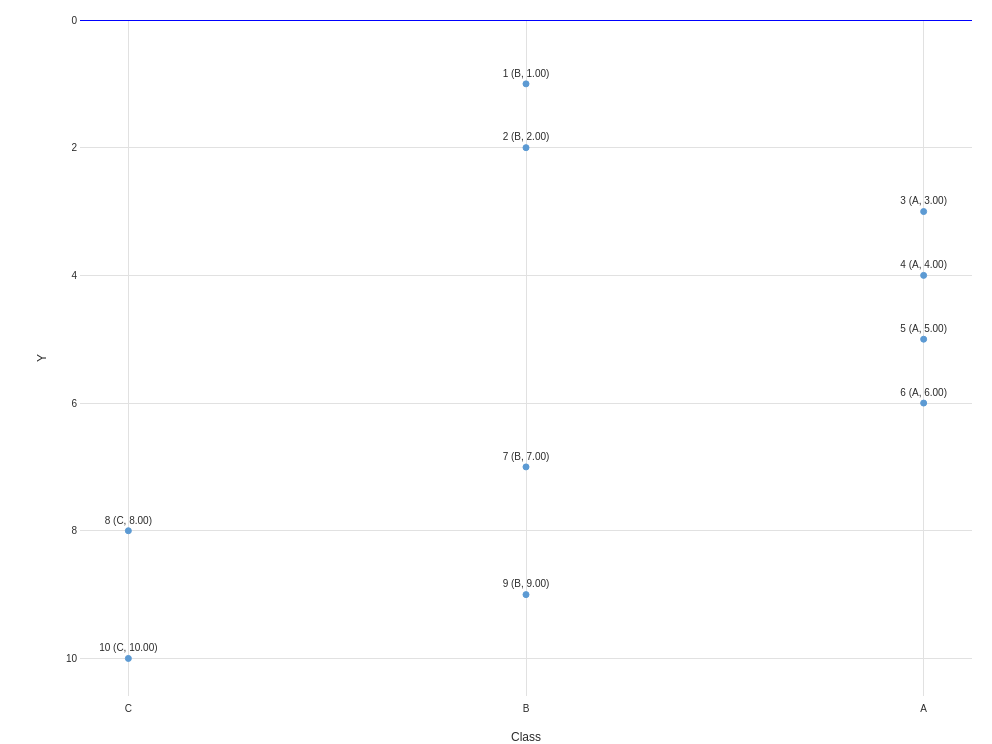 0
1 (B, 1.00)
2 (B, 2.00)
2
3 (A, 3.00)
4 (A, 4.00)
4
5 (A, 5.00)
Y
6 (A, 6.00)
6
7 (B, 7.00)
8 (C, 8.00)
8
9 (B, 9.00)
10 (C, 10.00)
10
C B A
Class